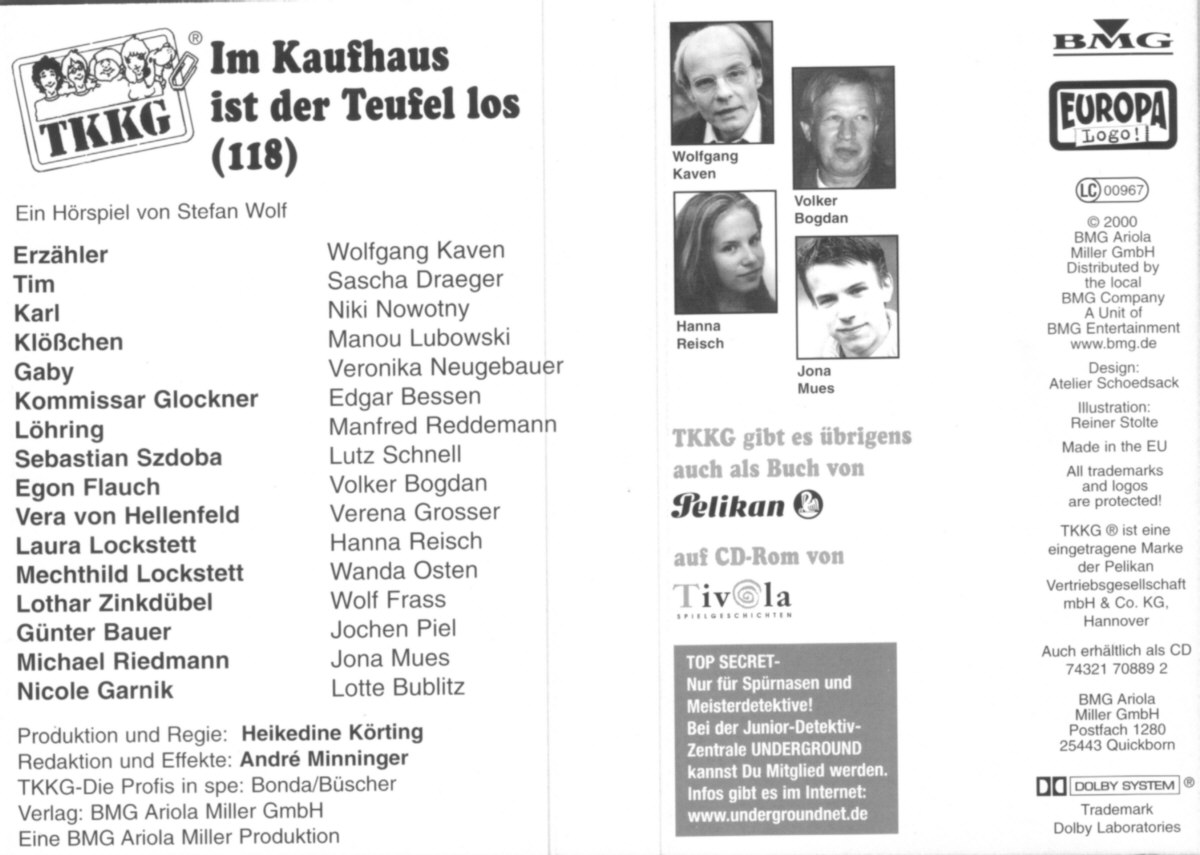 TKKG
®
Im Kaufhaus
ist der Teufel los
(118)
Ein Hörspiel von Stefan Wolf
Erzähler Wolfgang Kaven
Tim Sascha Draeger
Karl Niki Nowotny
Klößchen Manou Lubowski
Gaby Veronika Neugebauer
Kommissar Glockner Edgar Bessen
Löhring Manfred Reddemann
Sebastian Szdoba Lutz Schnell
Egon Flauch Volker Bogdan
Vera von Hellenfeld Verena Grosser
Laura Lockstett Hanna Reisch
Mechthild Lockstett Wanda Osten
Lothar Zinkdübel Wolf Frass
Günter Bauer Jochen Piel
Michael Riedmann Jona Mues
Nicole Garnik Lotte Bublitz
Produktion und Regie: Heikedine Körting
Redaktion und Effekte: André Minninger
TKKG-Die Profis in spe: Bonda/Büscher
Verlag: BMG Ariola Miller GmbH
Eine BMG Ariola Miller Produktion
Wolfgang
Kaven
Volker
Bogdan
Hanna
Reisch
Jona
Mues
TKKG gibt es übrigens
auch als Buch von
Pelikan
auf CD-Rom von
Tivola
SPIELGESCHICHTEN
TOP SECRET-
Nur für Spürnasen und
Meisterdetektive!
Bei der Junior-Detektiv-
Zentrale UNDERGROUND
kannst Du Mitglied werden.
Infos gibt es im Internet:
www.undergroundnet.de
BMG
EUROPA
Logo!
LC 00967
© 2000
BMG Ariola
Miller GmbH
Distributed by
the local
BMG Company
A Unit of
BMG Entertainment
www.bmg.de
Design:
Atelier Schoedsack
Illustration:
Reiner Stolte
Made in the EU
All trademarks
and logos
are protected!
TKKG ® ist eine
eingetragene Marke
der Pelikan
Vertriebsgesellschaft
mbH & Co. KG,
Hannover
Auch erhältlich als CD
74321 70889 2
BMG Ariola
Miller GmbH
Postfach 1280
25443 Quickborn
DOLBY SYSTEM ®
Trademark
Dolby Laboratories